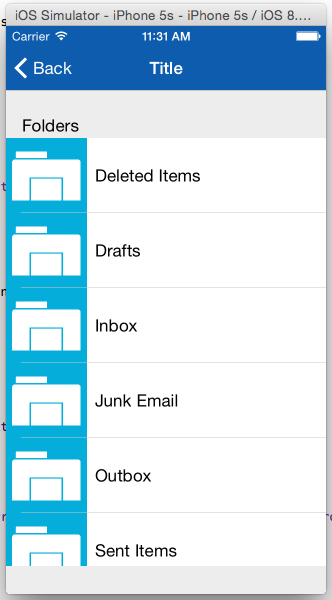 iOS Simulator - iPhone 5s - iPhone 5s / iOS 8....
Carrier 11:31 AM
Back Title
Folders
Deleted Items
Drafts
Inbox
Junk Email
Outbox
Sent Items